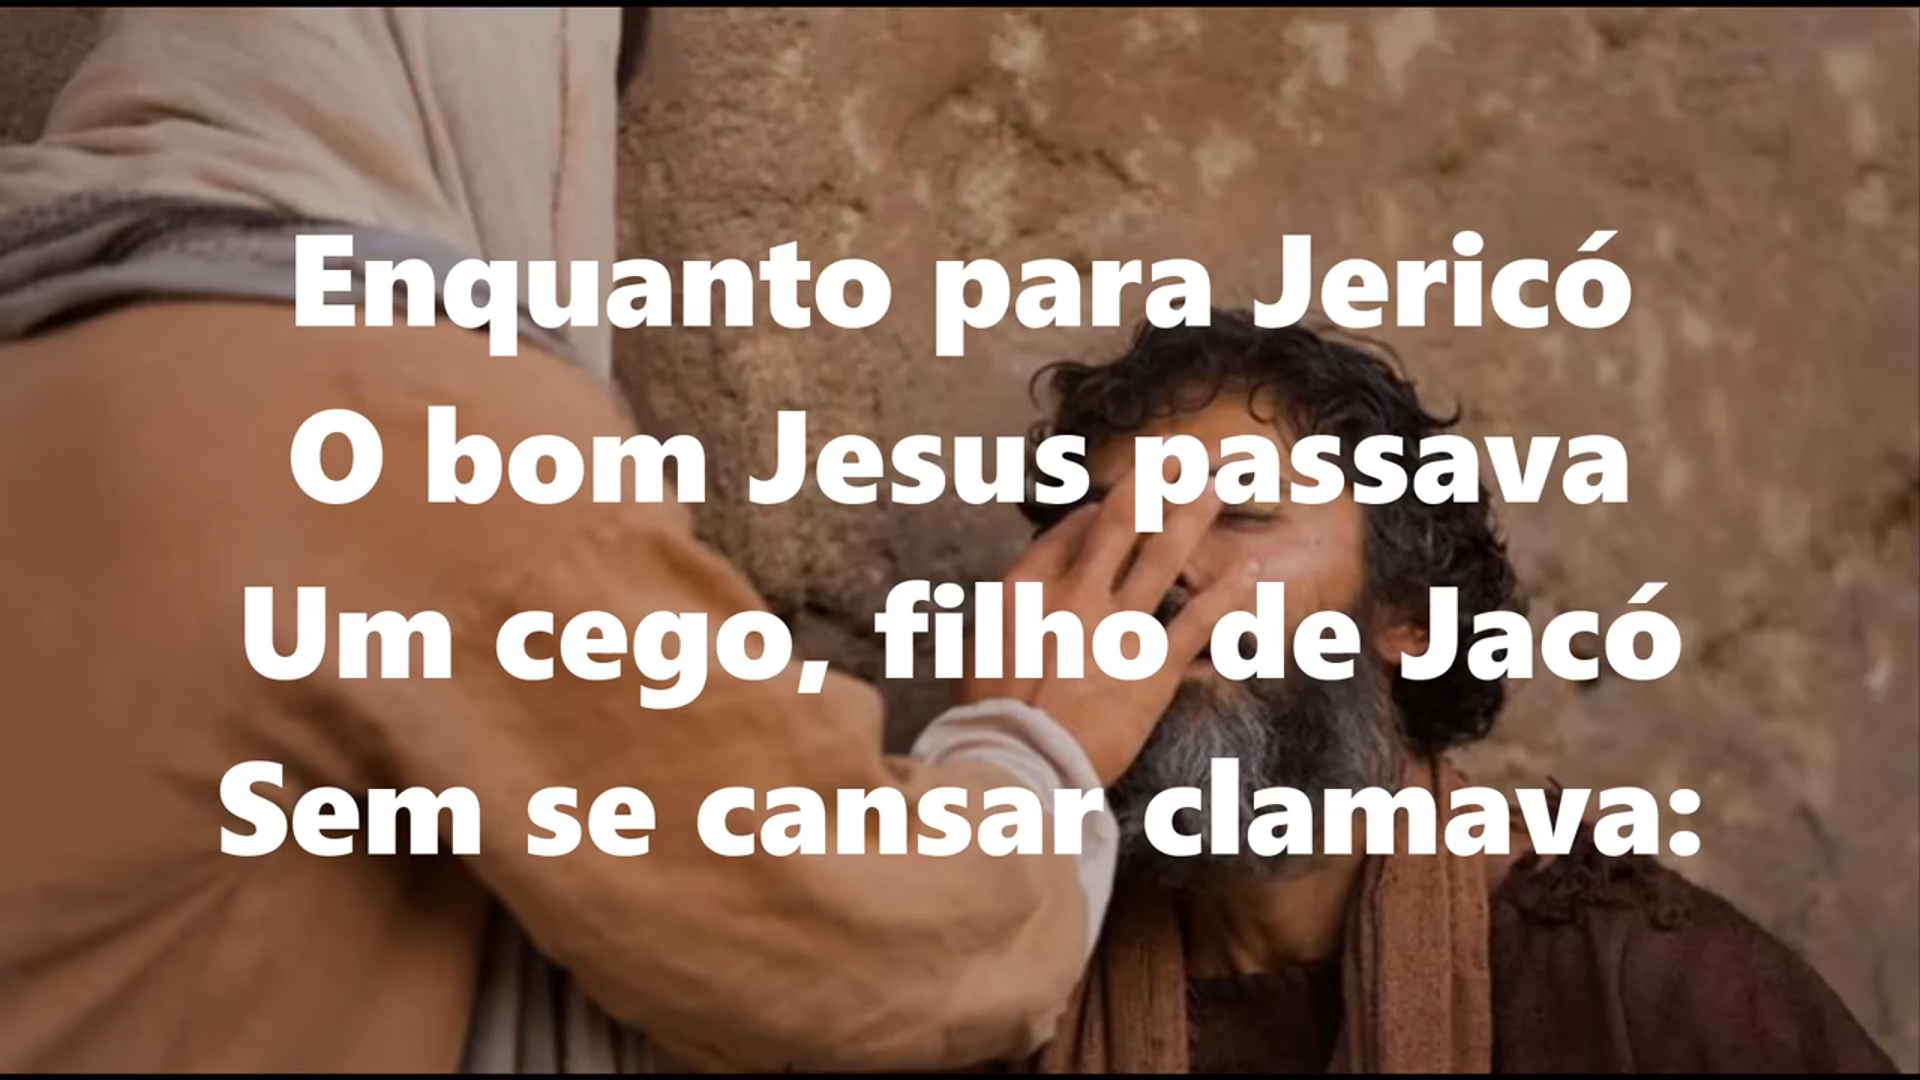 Enquanto para Jericó
O bom Jesus passava
Um cego, filho de Jacó
Sem se cansar clamava: